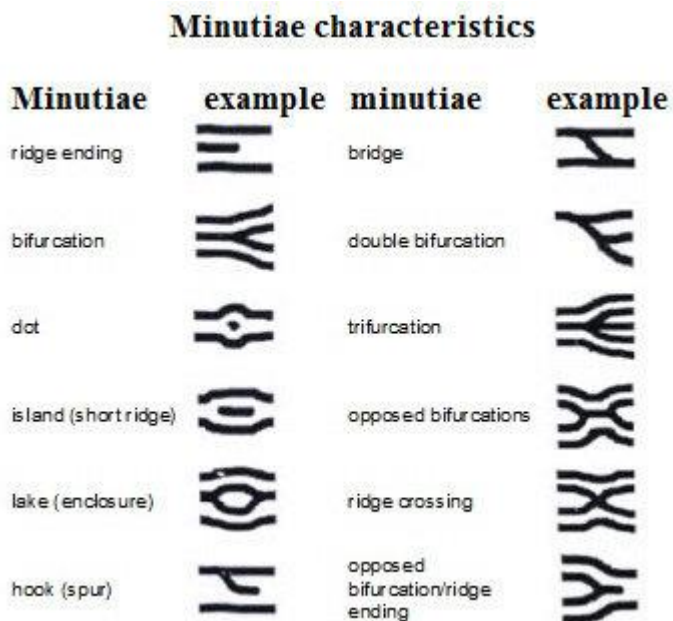 Minutiae characteristics
Minutiae example minutiae example
ridge ending bridge
bifurcation double bifurcation
dot trifurcation
island (short ridge) opposed bifurcations
lake (enclosure) ridge crossing
hook (spur) opposed
bifurcation/ridge
ending